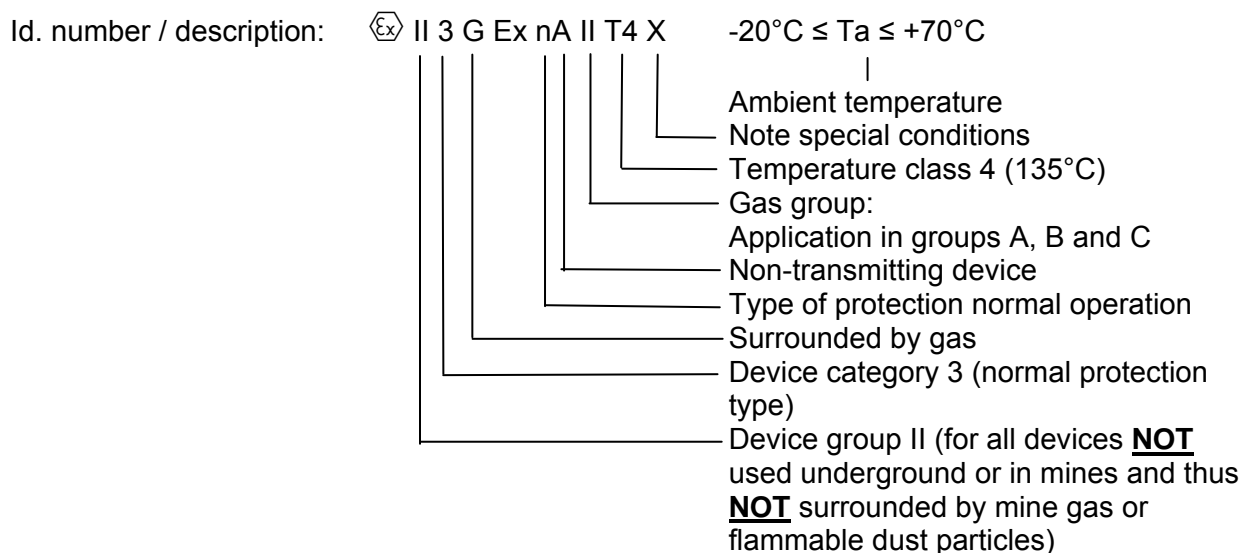 Id. number / description: Ex II 3 G Ex nA II T4 X -20°C ≤ Ta ≤ +70°C
Ambient temperature
Note special conditions
Temperature class 4 (135°C)
Gas group:
Application in groups A, B and C
Non-transmitting device
Type of protection normal operation
Surrounded by gas
Device category 3 (normal protection
type)
Device group II (for all devices NOT
used underground or in mines and thus
NOT surrounded by mine gas or
flammable dust particles)